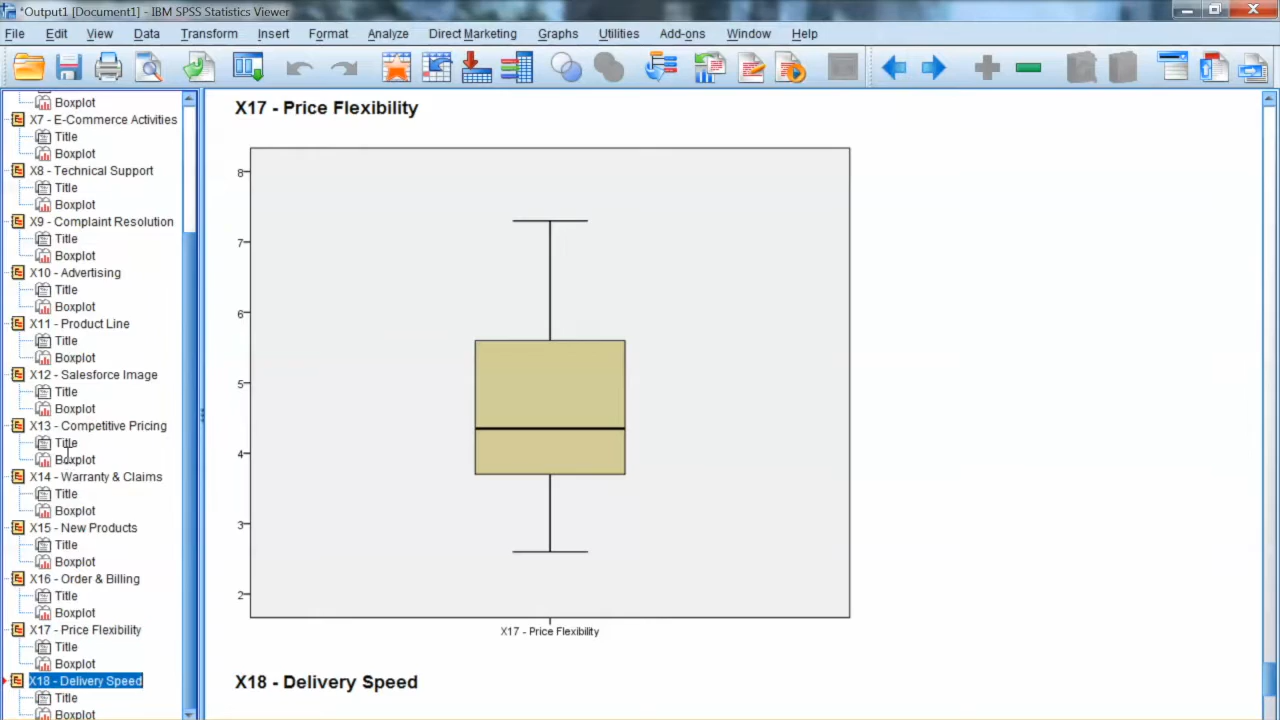 *Output1 [Document1] - IBM SPSS Statistics Viewer
File Edit View Data Transform Insert Format Analyze Direct Marketing Graphs Utilities Add-ons Window Help
Boxplot
X7 - E-Commerce Activities
Title
Boxplot
X8 - Technical Support
Title
Boxplot
X9 - Complaint Resolution
Title
Boxplot
X10 - Advertising
Title
Boxplot
X11 - Product Line
Title
Boxplot
X12 - Salesforce Image
Title
Boxplot
X13 - Competitive Pricing
Title
Boxplot
X14 - Warranty & Claims
Title
Boxplot
X15 - New Products
Title
Boxplot
X16 - Order & Billing
Title
Boxplot
X17 - Price Flexibility
Title
Boxplot
X18 - Delivery Speed
Title
Boxplot
X17 - Price Flexibility
8
7
6
5
4
3
2
X17 - Price Flexibility
X18 - Delivery Speed